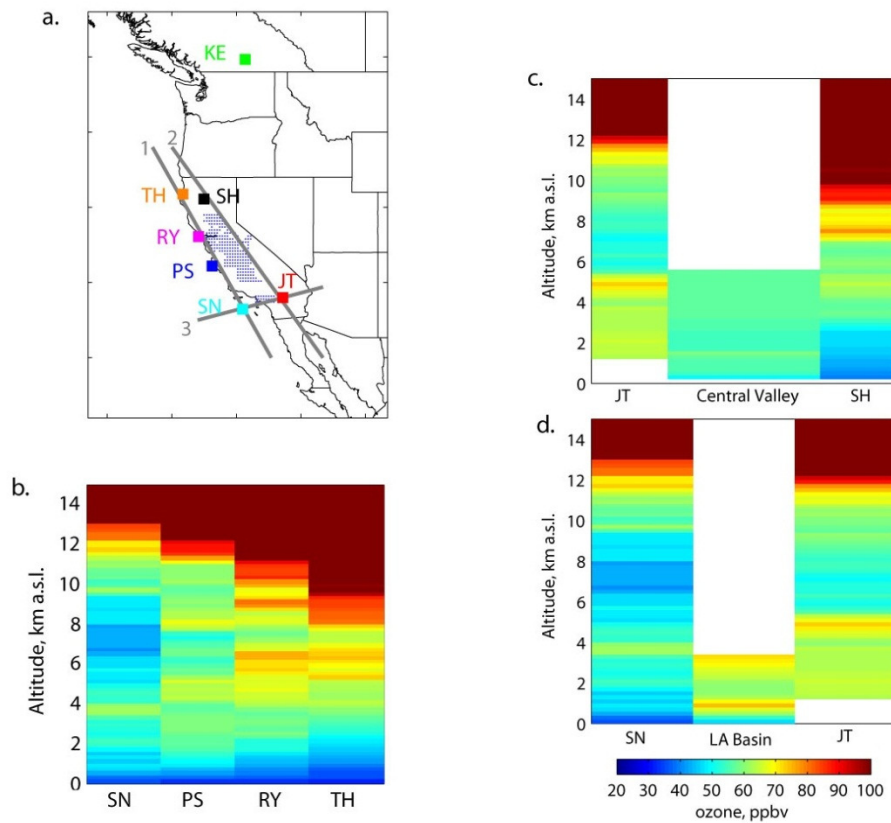 a.
KE
1
2
TH
SH
RY
PS
JT
SN
3
b.
Altitude, km a.s.l.
14
12
10
8
6
4
2
0
SN PS RY TH
c.
Altitude, km a.s.l.
14
12
10
8
6
4
2
0
JT Central Valley SH
d.
Altitude, km a.s.l.
14
12
10
8
6
4
2
0
SN LA Basin JT
20 30 40 50 60 70 80 90 100
ozone, ppbv